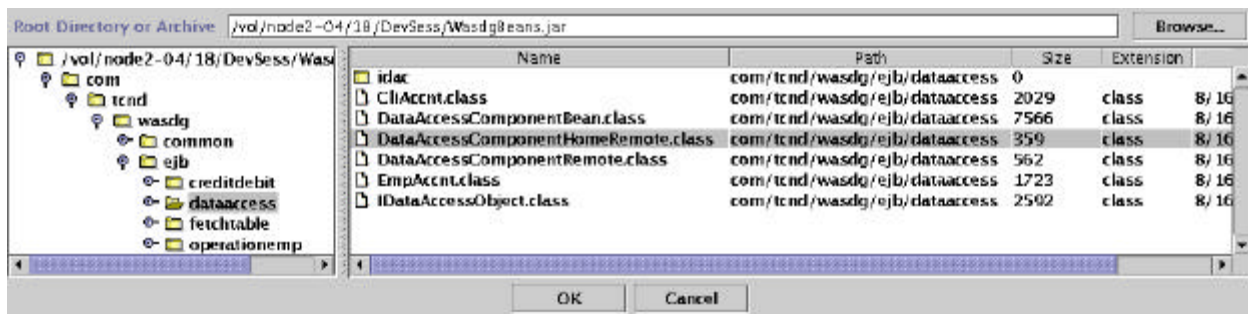 Root Directory or Archive /vol/node2-04/18/DevSess/WasdgBeans.jar Browse...
/vol/node2-04/18/DevSess/Was
com
tcnd
wasdg
common
ejb
creditdebit
dataaccess
fetchtable
operationemp
Name Path Size Extension
idac com/tcnd/wasdg/ejb/dataaccess 0
CliAccnt.class com/tcnd/wasdg/ejb/dataaccess 2029 class 8/16
DataAccessComponentBean.class com/tcnd/wasdg/ejb/dataaccess 7566 class 8/16
DataAccessComponentHomeRemote.class com/tcnd/wasdg/ejb/dataaccess 359 class 8/16
DataAccessComponentRemote.class com/tcnd/wasdg/ejb/dataaccess 562 class 8/16
EmpAccnt.class com/tcnd/wasdg/ejb/dataaccess 1723 class 8/16
IDataAccessObject.class com/tcnd/wasdg/ejb/dataaccess 2592 class 8/16
OK Cancel